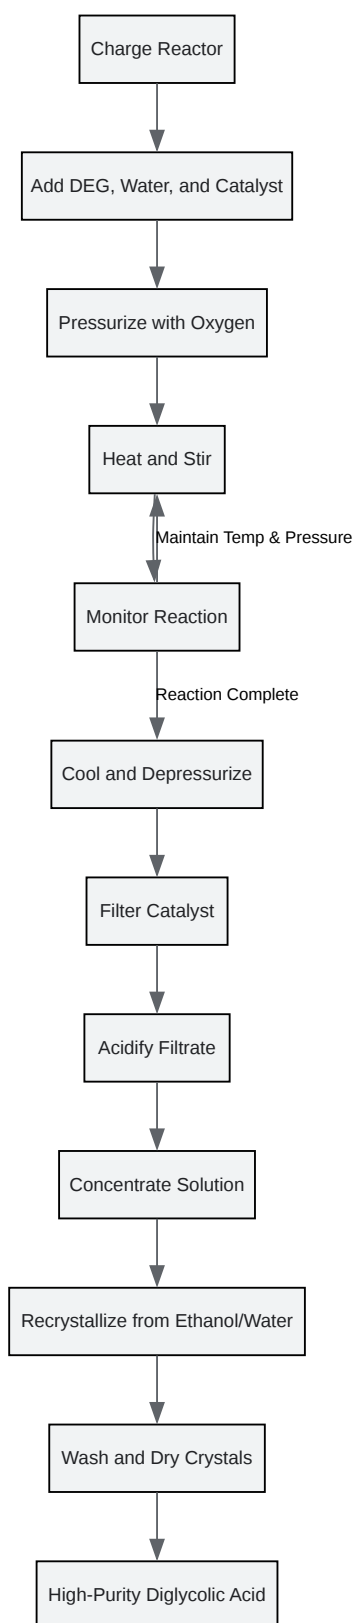 Charge Reactor
Add DEG, Water, and Catalyst
Pressurize with Oxygen
Heat and Stir
Maintain Temp & Pressure
Monitor Reaction
Reaction Complete
Cool and Depressurize
Filter Catalyst
Acidify Filtrate
Concentrate Solution
Recrystallize from Ethanol/Water
Wash and Dry Crystals
High-Purity Diglycolic Acid